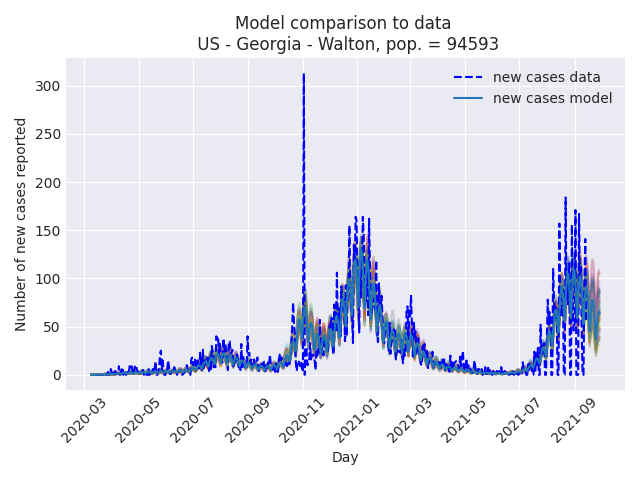 Model comparison to data
US - Georgia - Walton, pop. = 94593
new cases data
new cases model
Number of new cases reported
300
250
200
150
100
50
0
2020-03
2020-05
2020-07
2020-09
2020-11
2021-01
2021-03
2021-05
2021-07
2021-09
Day